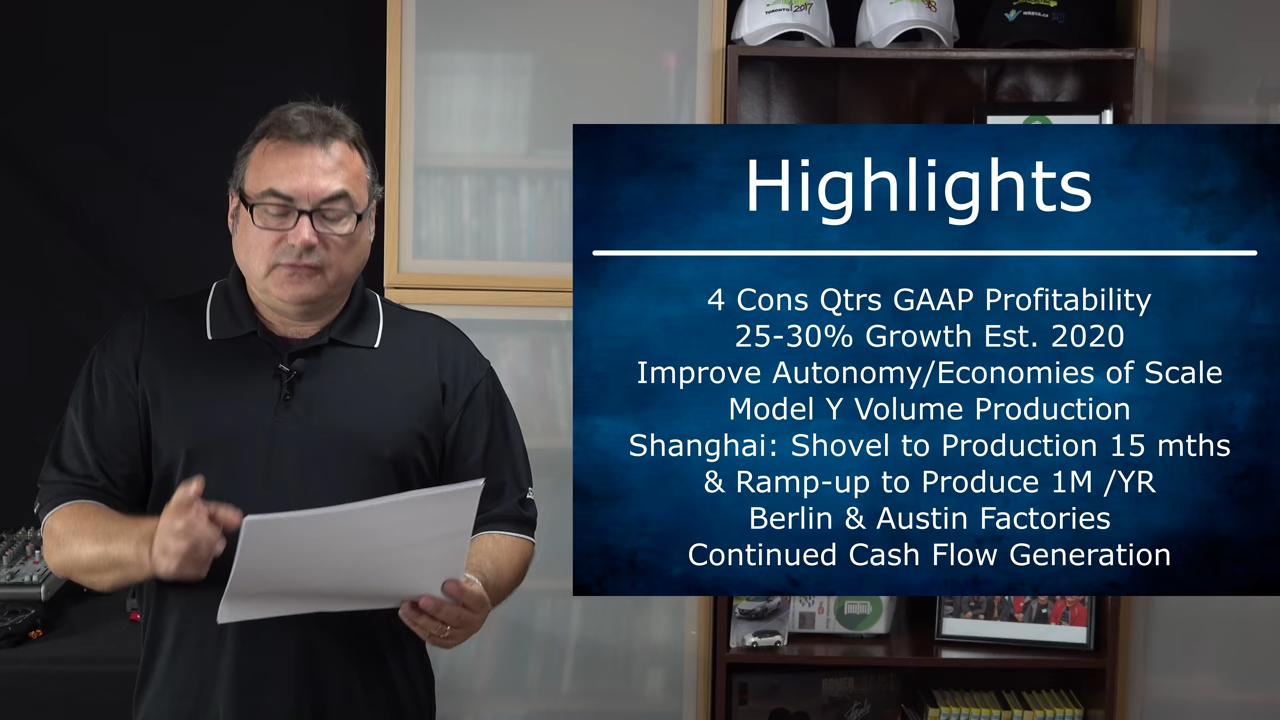 TORONTO 2017
Highlights
4 Cons Qtrs GAAP Profitability
25-30% Growth Est. 2020
Improve Autonomy/Economies of Scale
Model Y Volume Production
Shanghai: Shovel to Production 15 mths
& Ramp-up to Produce 1M /YR
Berlin & Austin Factories
Continued Cash Flow Generation